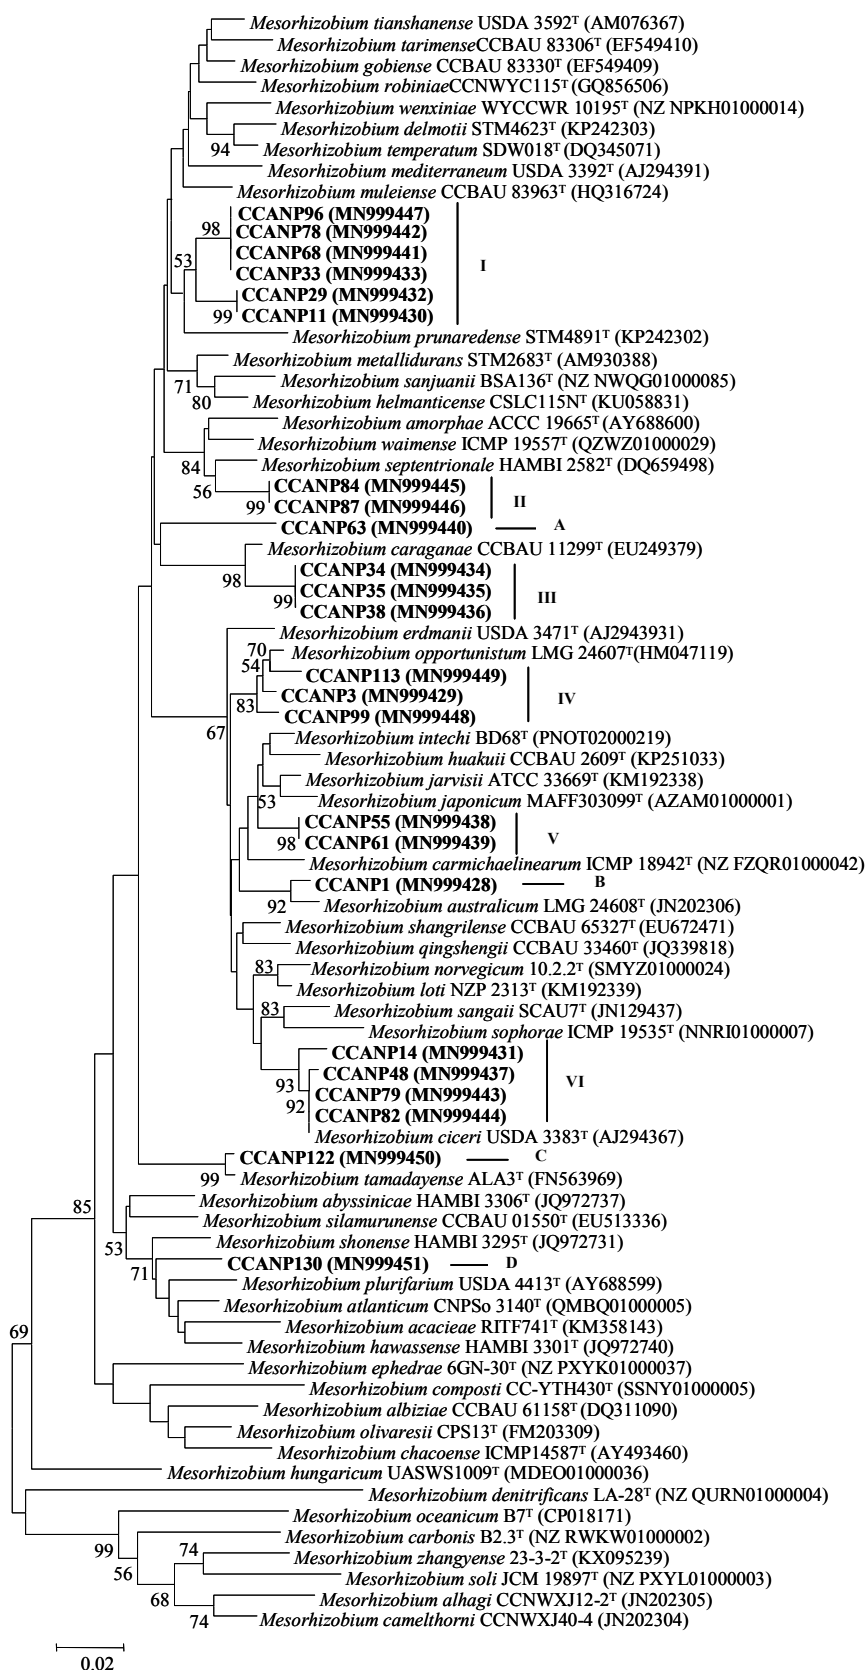 Mesorhizobium tianshanense USDA 3592ᵀ (AM076367)
Mesorhizobium tarimenseCCBAU 83306ᵀ (EF549410)
Mesorhizobium gobiense CCBAU 83330ᵀ (EF549409)
Mesorhizobium robiniaeCCNWYC115ᵀ (GQ856506)
Mesorhizobium wenxiniae WYCCWR 10195ᵀ (NZ NPKH01000014)
Mesorhizobium delmotii STM4623ᵀ (KP242303)
94 Mesorhizobium temperatum SDW018ᵀ (DQ345071)
Mesorhizobium mediterraneum USDA 3392ᵀ (AJ294391)
Mesorhizobium muleiense CCBAU 83963ᵀ (HQ316724)
CCANP96 (MN999447)
98 CCANP78 (MN999442)
CCANP68 (MN999441)
53 I
CCANP33 (MN999433)
CCANP29 (MN999432)
99 CCANP11 (MN999430)
Mesorhizobium prunaredense STM4891ᵀ (KP242302)
Mesorhizobium metallidurans STM2683ᵀ (AM930388)
71 Mesorhizobium sanjuanii BSA136ᵀ (NZ NWQG01000085)
80 Mesorhizobium helmanticense CSLC115Nᵀ (KU058831)
Mesorhizobium amorphae ACCC 19665ᵀ (AY688600)
Mesorhizobium waimense ICMP 19557ᵀ (QZWZ01000029)
84 Mesorhizobium septentrionale HAMBI 2582ᵀ (DQ659498)
56 CCANP84 (MN999445)
II
99 CCANP87 (MN999446)
CCANP63 (MN999440) A
Mesorhizobium caraganae CCBAU 11299ᵀ (EU249379)
98 CCANP34 (MN999434)
CCANP35 (MN999435) III
99 CCANP38 (MN999436)
Mesorhizobium erdmanii USDA 3471ᵀ (AJ2943931)
70 Mesorhizobium opportunistum LMG 24607ᵀ(HM047119)
54 CCANP113 (MN999449)
CCANP3 (MN999429) IV
83 CCANP99 (MN999448)
67 Mesorhizobium intechi BD68ᵀ (PNOT02000219)
Mesorhizobium huakuii CCBAU 2609ᵀ (KP251033)
Mesorhizobium jarvisii ATCC 33669ᵀ (KM192338)
53 Mesorhizobium japonicum MAFF303099ᵀ (AZAM01000001)
CCANP55 (MN999438)
V
98 CCANP61 (MN999439)
Mesorhizobium carmichaelinearum ICMP 18942ᵀ (NZ FZQR01000042)
CCANP1 (MN999428) B
92 Mesorhizobium australicum LMG 24608ᵀ (JN202306)
Mesorhizobium shangrilense CCBAU 65327ᵀ (EU672471)
Mesorhizobium qingshengii CCBAU 33460ᵀ (JQ339818)
83 Mesorhizobium norvegicum 10.2.2ᵀ (SMYZ01000024)
Mesorhizobium loti NZP 2313ᵀ (KM192339)
83 Mesorhizobium sangaii SCAU7ᵀ (JN129437)
Mesorhizobium sophorae ICMP 19535ᵀ (NNRI01000007)
CCANP14 (MN999431)
CCANP48 (MN999437)
93 VI
CCANP79 (MN999443)
92 CCANP82 (MN999444)
Mesorhizobium ciceri USDA 3383ᵀ (AJ294367)
CCANP122 (MN999450) C
99 Mesorhizobium tamadayense ALA3ᵀ (FN563969)
85 Mesorhizobium abyssinicae HAMBI 3306ᵀ (JQ972737)
Mesorhizobium silamurunense CCBAU 01550ᵀ (EU513336)
53 Mesorhizobium shonense HAMBI 3295ᵀ (JQ972731)
71 CCANP130 (MN999451) D
Mesorhizobium plurifarium USDA 4413ᵀ (AY688599)
Mesorhizobium atlanticum CNPSo 3140ᵀ (QMBQ01000005)
69 Mesorhizobium acacieae RITF741ᵀ (KM358143)
Mesorhizobium hawassense HAMBI 3301ᵀ (JQ972740)
Mesorhizobium ephedrae 6GN-30ᵀ (NZ PXYK01000037)
Mesorhizobium composti CC-YTH430ᵀ (SSNY01000005)
Mesorhizobium albiziae CCBAU 61158ᵀ (DQ311090)
Mesorhizobium olivaresii CPS13ᵀ (FM203309)
Mesorhizobium chacoense ICMP14587ᵀ (AY493460)
Mesorhizobium hungaricum UASWS1009ᵀ (MDEO01000036)
Mesorhizobium denitrificans LA-28ᵀ (NZ QURN01000004)
Mesorhizobium oceanicum B7ᵀ (CP018171)
Mesorhizobium carbonis B2.3ᵀ (NZ RWKW01000002)
99 74 Mesorhizobium zhangyense 23-3-2ᵀ (KX095239)
56 Mesorhizobium soli JCM 19897ᵀ (NZ PXYL01000003)
68 Mesorhizobium alhagi CCNWXJ12-2ᵀ (JN202305)
74 Mesorhizobium camelthorni CCNWXJ40-4 (JN202304)
0.02